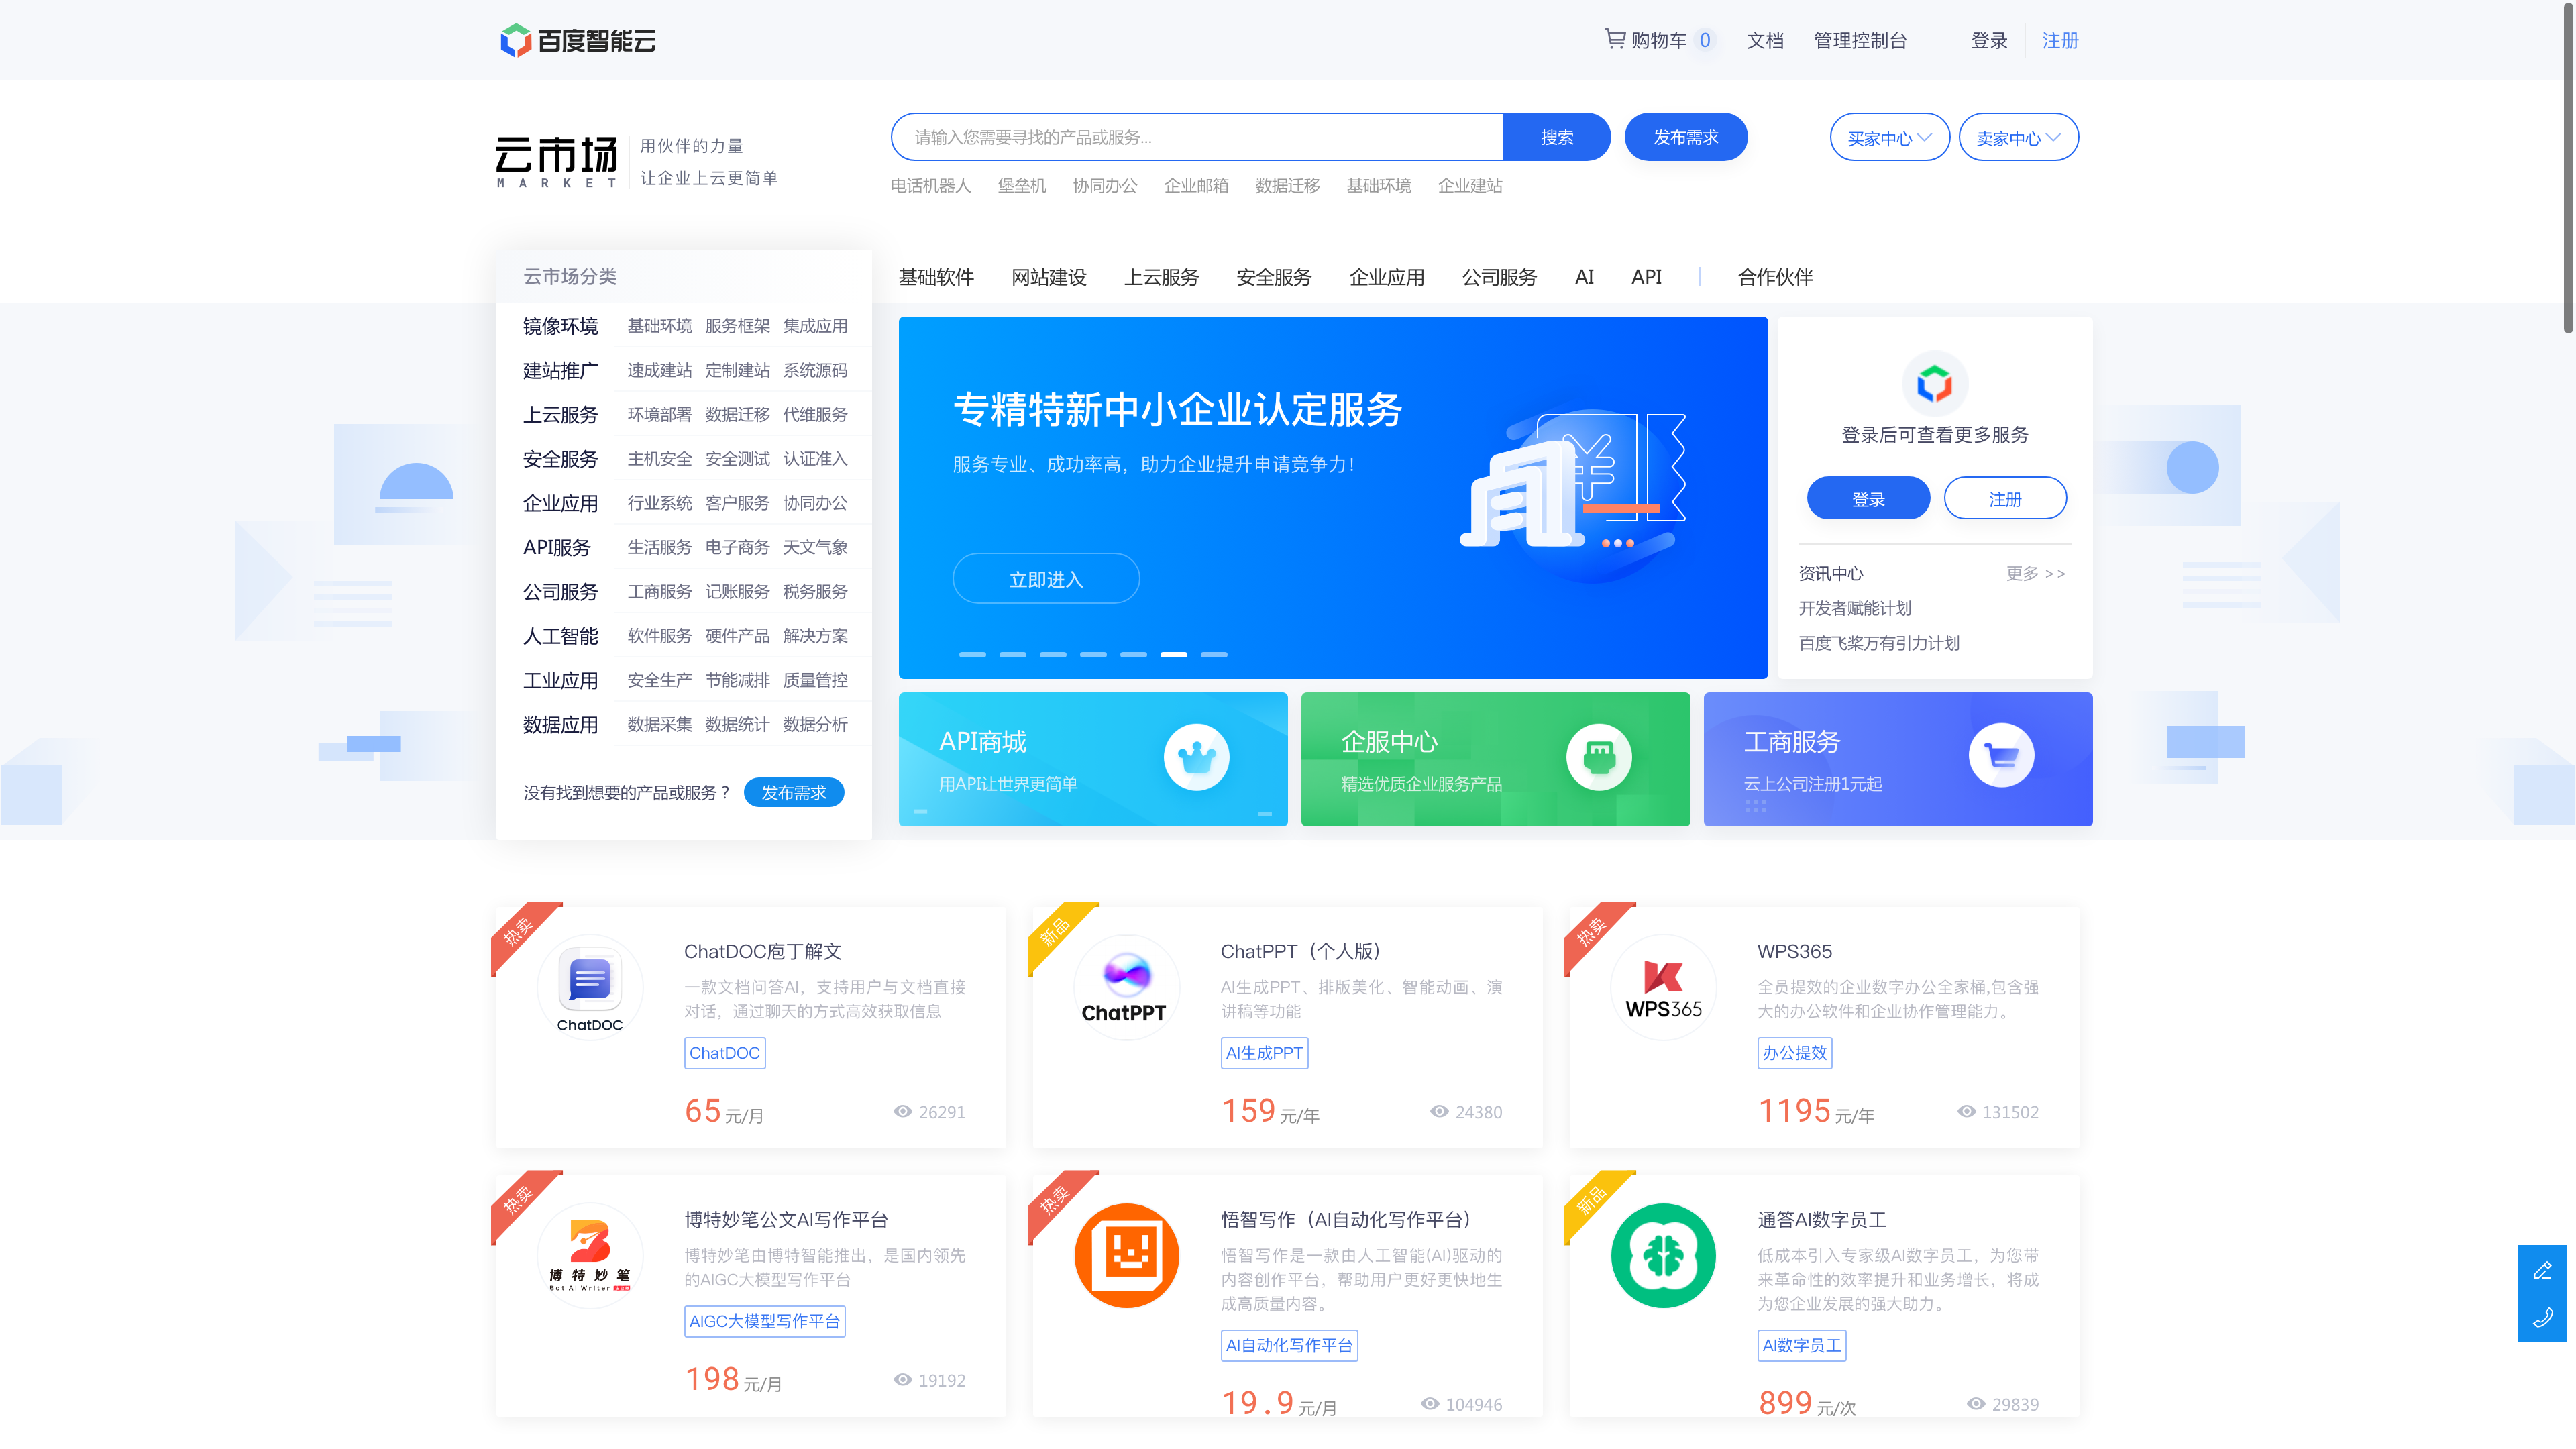 百度智能云
购物车 0 文档 管理控制台 登录 注册
云市场
MARKET
用伙伴的力量
让企业上云更简单
请输入您需要寻找的产品或服务... 搜索 发布需求 买家中心 卖家中心
电话机器人 堡垒机 协同办公 企业邮箱 数据迁移 基础环境 企业建站
云市场分类
基础软件 网站建设 上云服务 安全服务 企业应用 公司服务 AI API 合作伙伴
镜像环境 基础环境 服务框架 集成应用
建站推广 速成建站 定制建站 系统源码
上云服务 环境部署 数据迁移 代维服务
安全服务 主机安全 安全测试 认证准入
企业应用 行业系统 客户服务 协同办公
API服务 生活服务 电子商务 天文气象
公司服务 工商服务 记账服务 税务服务
人工智能 软件服务 硬件产品 解决方案
工业应用 安全生产 节能减排 质量管控
数据应用 数据采集 数据统计 数据分析
没有找到想要的产品或服务？ 发布需求
专精特新中小企业认定服务
服务专业、成功率高，助力企业提升申请竞争力！
立即进入
登录后可查看更多服务
登录 注册
资讯中心 更多 >>
开发者赋能计划
百度飞桨万有引力计划
API商城
用API让世界更简单
企服中心
精选优质企业服务产品
工商服务
云上公司注册1元起
热卖
ChatDOC
ChatDOC庖丁解文
一款文档问答AI，支持用户与文档直接
对话，通过聊天的方式高效获取信息
ChatDOC
65 元/月 26291
新品
ChatPPT
ChatPPT（个人版）
AI生成PPT、排版美化、智能动画、演
讲稿等功能
AI生成PPT
159 元/年 24380
热卖
WPS365
WPS365
全员提效的企业数字办公全家桶,包含强
大的办公软件和企业协作管理能力。
办公提效
1195 元/年 131502
热卖
博特妙笔
Bot AI Writer
博特妙笔公文AI写作平台
博特妙笔由博特智能推出，是国内领先
的AIGC大模型写作平台
AIGC大模型写作平台
198 元/月 19192
热卖
悟智写作（AI自动化写作平台）
悟智写作是一款由人工智能(AI)驱动的
内容创作平台，帮助用户更好更快地生
成高质量内容。
AI自动化写作平台
19.9 元/月 104946
新品
通答AI数字员工
低成本引入专家级AI数字员工，为您带
来革命性的效率提升和业务增长，将成
为您企业发展的强大助力。
AI数字员工
899 元/次 29839